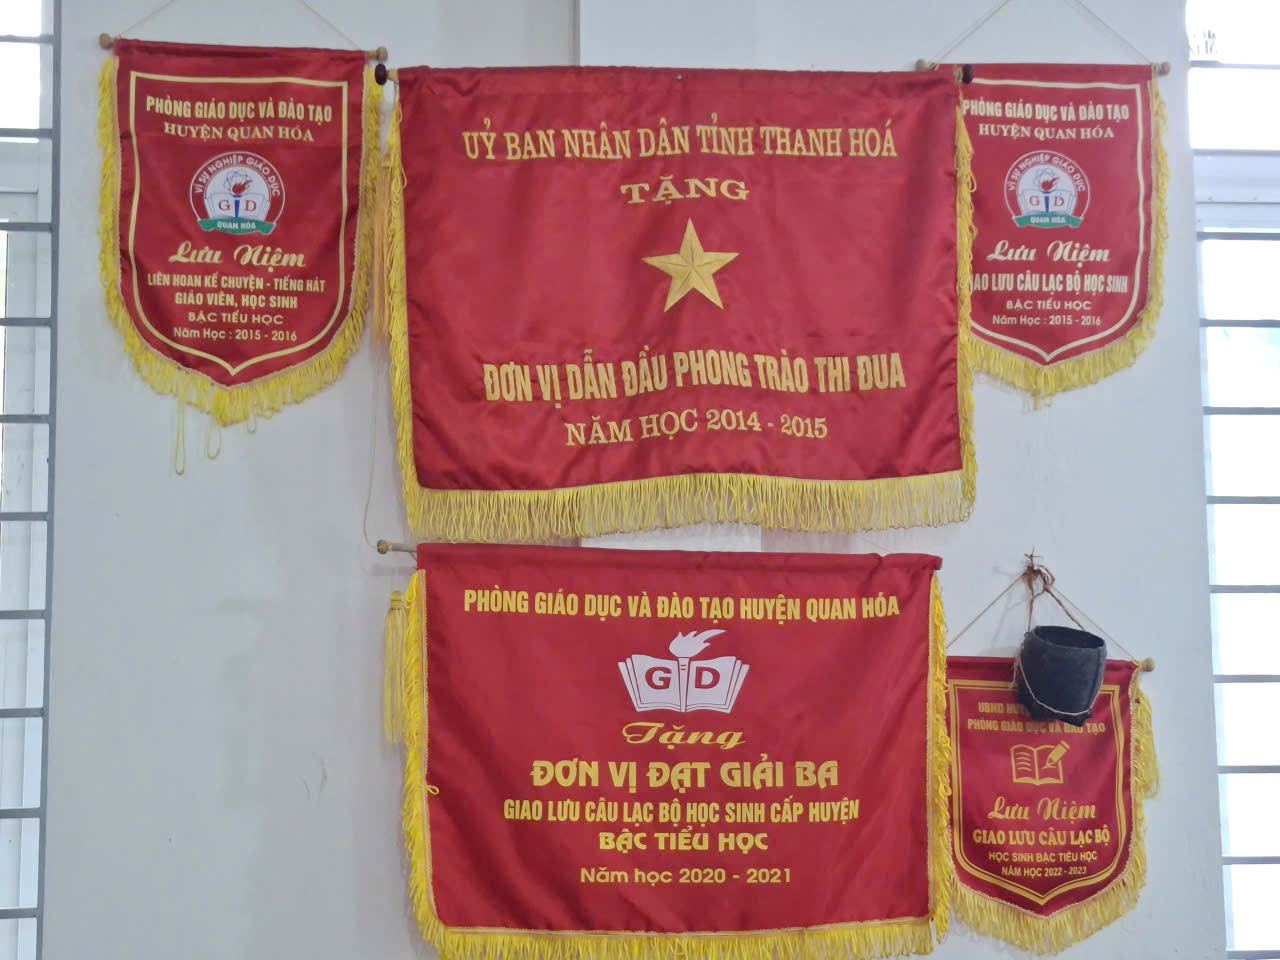 PHÒNG GIÁO DỤC VÀ ĐÀO TẠO
HUYỆN QUAN HÓA
VÌ SỰ NGHIỆP GIÁO DỤC
G D
QUAN HÓA
Lưu Niệm
LIÊN HOAN KỂ CHUYỆN - TIẾNG HÁT
GIÁO VIÊN, HỌC SINH
BẬC TIỂU HỌC
Năm Học : 2015 - 2016
UỶ BAN NHÂN DÂN TỈNH THANH HOÁ
TẶNG
ĐƠN VỊ DẪN ĐẦU PHONG TRÀO THI ĐUA
NĂM HỌC 2014 - 2015
PHÒNG GIÁO DỤC VÀ ĐÀO TẠO
HUYỆN QUAN HÓA
VÌ SỰ NGHIỆP GIÁO DỤC
G D
QUAN HÓA
Lưu Niệm
AO LƯU CÂU LẠC BỘ HỌC SINH
BẬC TIỂU HỌC
Năm Học : 2015 - 2016
PHÒNG GIÁO DỤC VÀ ĐÀO TẠO HUYỆN QUAN HÓA
G D
Tặng
ĐƠN VỊ ĐẠT GIẢI BA
GIAO LƯU CÂU LẠC BỘ HỌC SINH CẤP HUYỆN
BẬC TIỂU HỌC
Năm học 2020 - 2021
UBND
PHÒNG GIÁO DỤC VÀ ĐÀO TẠO
Lưu Niệm
GIAO LƯU CÂU LẠC BỘ
HỌC SINH BẬC TIỂU HỌC
NĂM HỌC 2022 - 2023